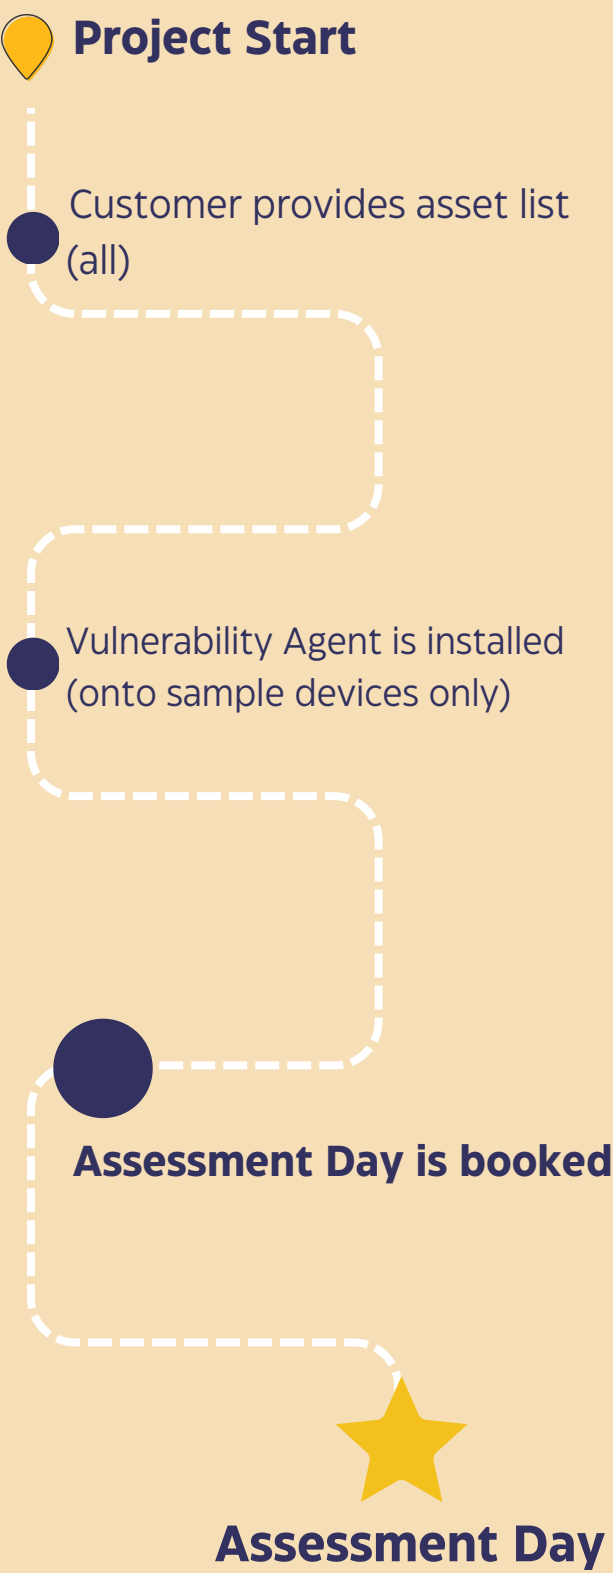 Project Start
Customer provides asset list
(all)
Vulnerability Agent is installed
(onto sample devices only)
Assessment Day is booked
Assessment Day